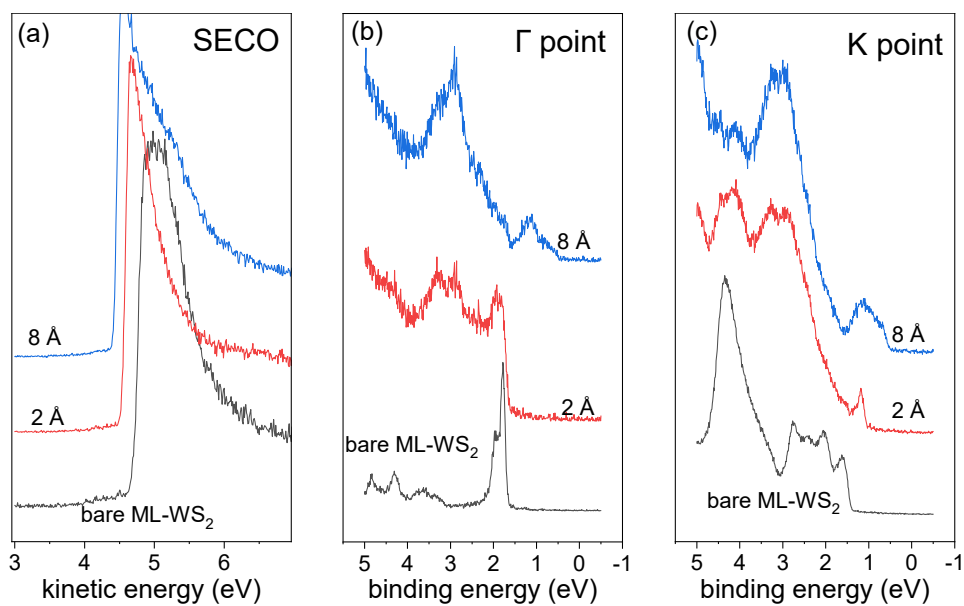 (a)
SECO
8 Å
2 Å
bare ML-WS₂
3 4 5 6
kinetic energy (eV)
(b)
Γ point
8 Å
2 Å
bare ML-WS₂
5 4 3 2 1 0 -1
binding energy (eV)
(c)
K point
8 Å
2 Å
bare ML-WS₂
5 4 3 2 1 0 -1
binding energy (eV)